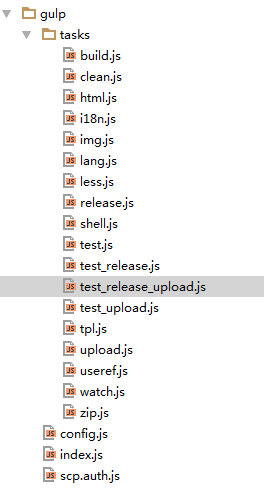 gulp
tasks
build.js
clean.js
html.js
i18n.js
img.js
lang.js
less.js
release.js
shell.js
test.js
test_release.js
test_release_upload.js
test_upload.js
tpl.js
upload.js
useref.js
watch.js
zip.js
config.js
index.js
scp.auth.js